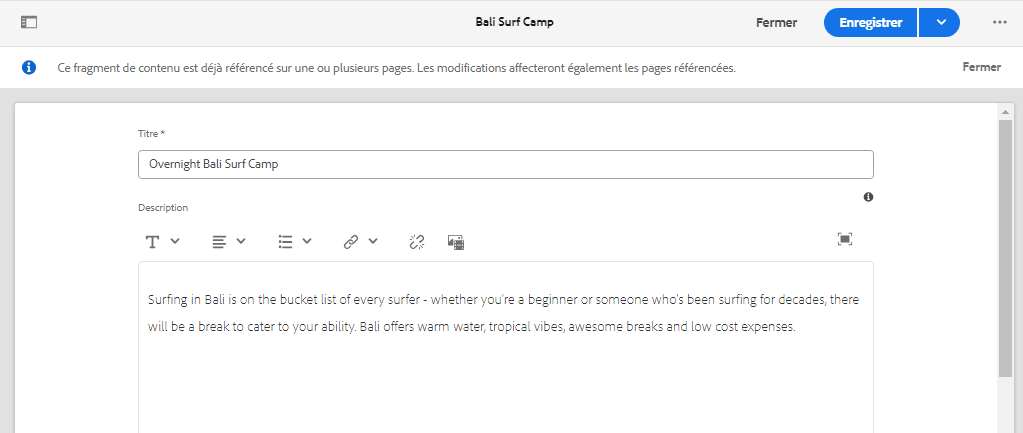 Bali Surf Camp
Fermer
Enregistrer
Ce fragment de contenu est déjà référencé sur une ou plusieurs pages. Les modifications affecteront également les pages référencées.
Fermer
Titre *
Overnight Bali Surf Camp
Description
Surfing in Bali is on the bucket list of every surfer - whether you're a beginner or someone who's been surfing for decades, there
will be a break to cater to your ability. Bali offers warm water, tropical vibes, awesome breaks and low cost expenses.